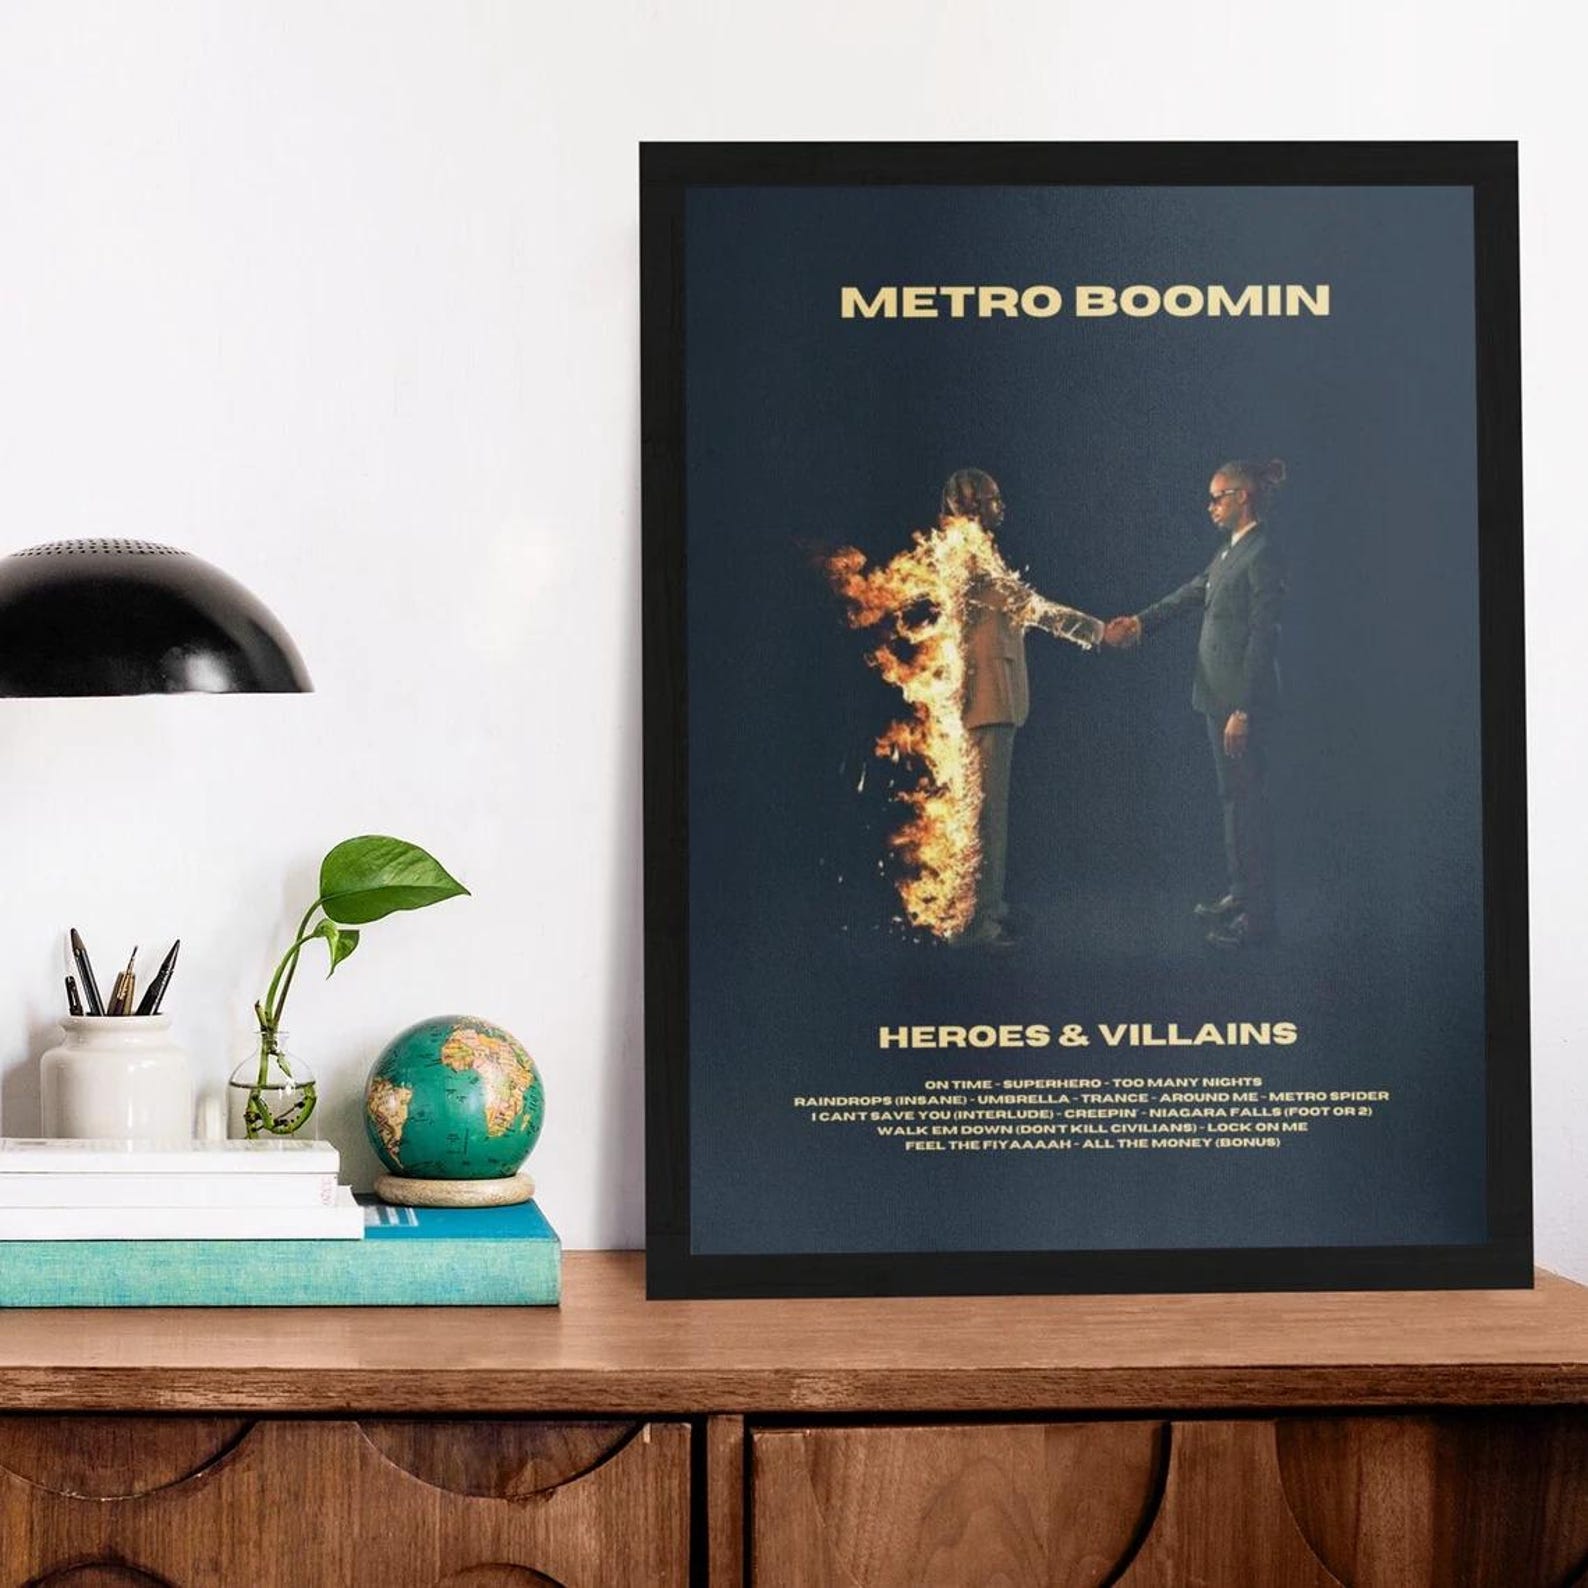 METRO BOOMIN
HEROES & VILLAINS
ON TIME - SUPERHERO - TOO MANY NIGHTS
RAINDROPS (INSANE) - UMBRELLA - TRANCE - AROUND ME - METRO SPIDER
I CAN'T SAVE YOU (INTERLUDE) - CREEPIN' - NIAGARA FALLS (FOOT OR 2)
WALK EM DOWN (DON'T KILL CIVILIANS) - LOCK ON ME
FEEL THE FIYAAAAH - ALL THE MONEY (BONUS)